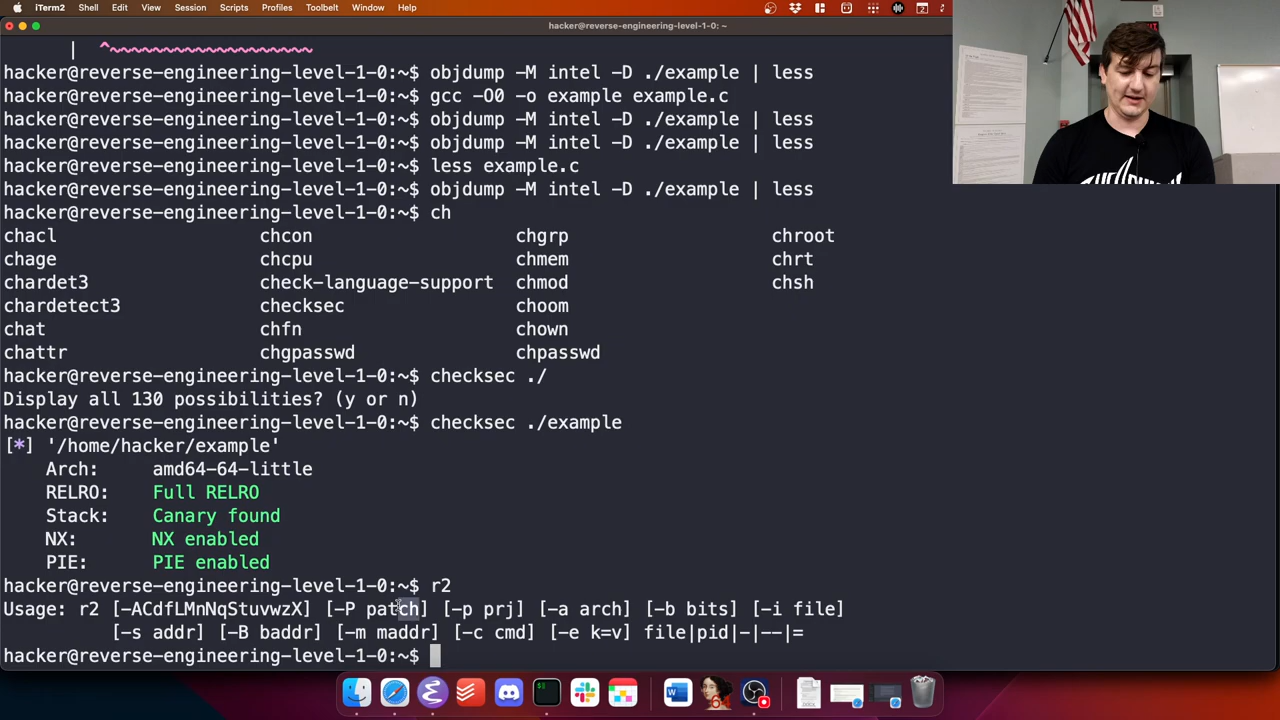 iTerm2 Shell Edit View Session Scripts Profiles Toolbelt Window Help
hacker@reverse-engineering-level-1-0: ~
| ^~~~~~~~~~~~~~~~~~~~
hacker@reverse-engineering-level-1-0:~$ objdump -M intel -D ./example | less
hacker@reverse-engineering-level-1-0:~$ gcc -O0 -o example example.c
hacker@reverse-engineering-level-1-0:~$ objdump -M intel -D ./example | less
hacker@reverse-engineering-level-1-0:~$ objdump -M intel -D ./example | less
hacker@reverse-engineering-level-1-0:~$ less example.c
hacker@reverse-engineering-level-1-0:~$ objdump -M intel -D ./example | less
hacker@reverse-engineering-level-1-0:~$ ch
chacl chcon chgrp chroot
chage chcpu chmem chrt
chardet3 check-language-support chmod chsh
chardetect3 checksec choom
chat chfn chown
chattr chgpasswd chpasswd
hacker@reverse-engineering-level-1-0:~$ checksec ./
Display all 130 possibilities? (y or n)
hacker@reverse-engineering-level-1-0:~$ checksec ./example
[*] '/home/hacker/example'
Arch: amd64-64-little
RELRO: Full RELRO
Stack: Canary found
NX: NX enabled
PIE: PIE enabled
hacker@reverse-engineering-level-1-0:~$ r2
Usage: r2 [-ACdfLMnNqStuvwzX] [-P patch] [-p prj] [-a arch] [-b bits] [-i file]
[-s addr] [-B baddr] [-m maddr] [-c cmd] [-e k=v] file|pid|-|--|=
hacker@reverse-engineering-level-1-0:~$